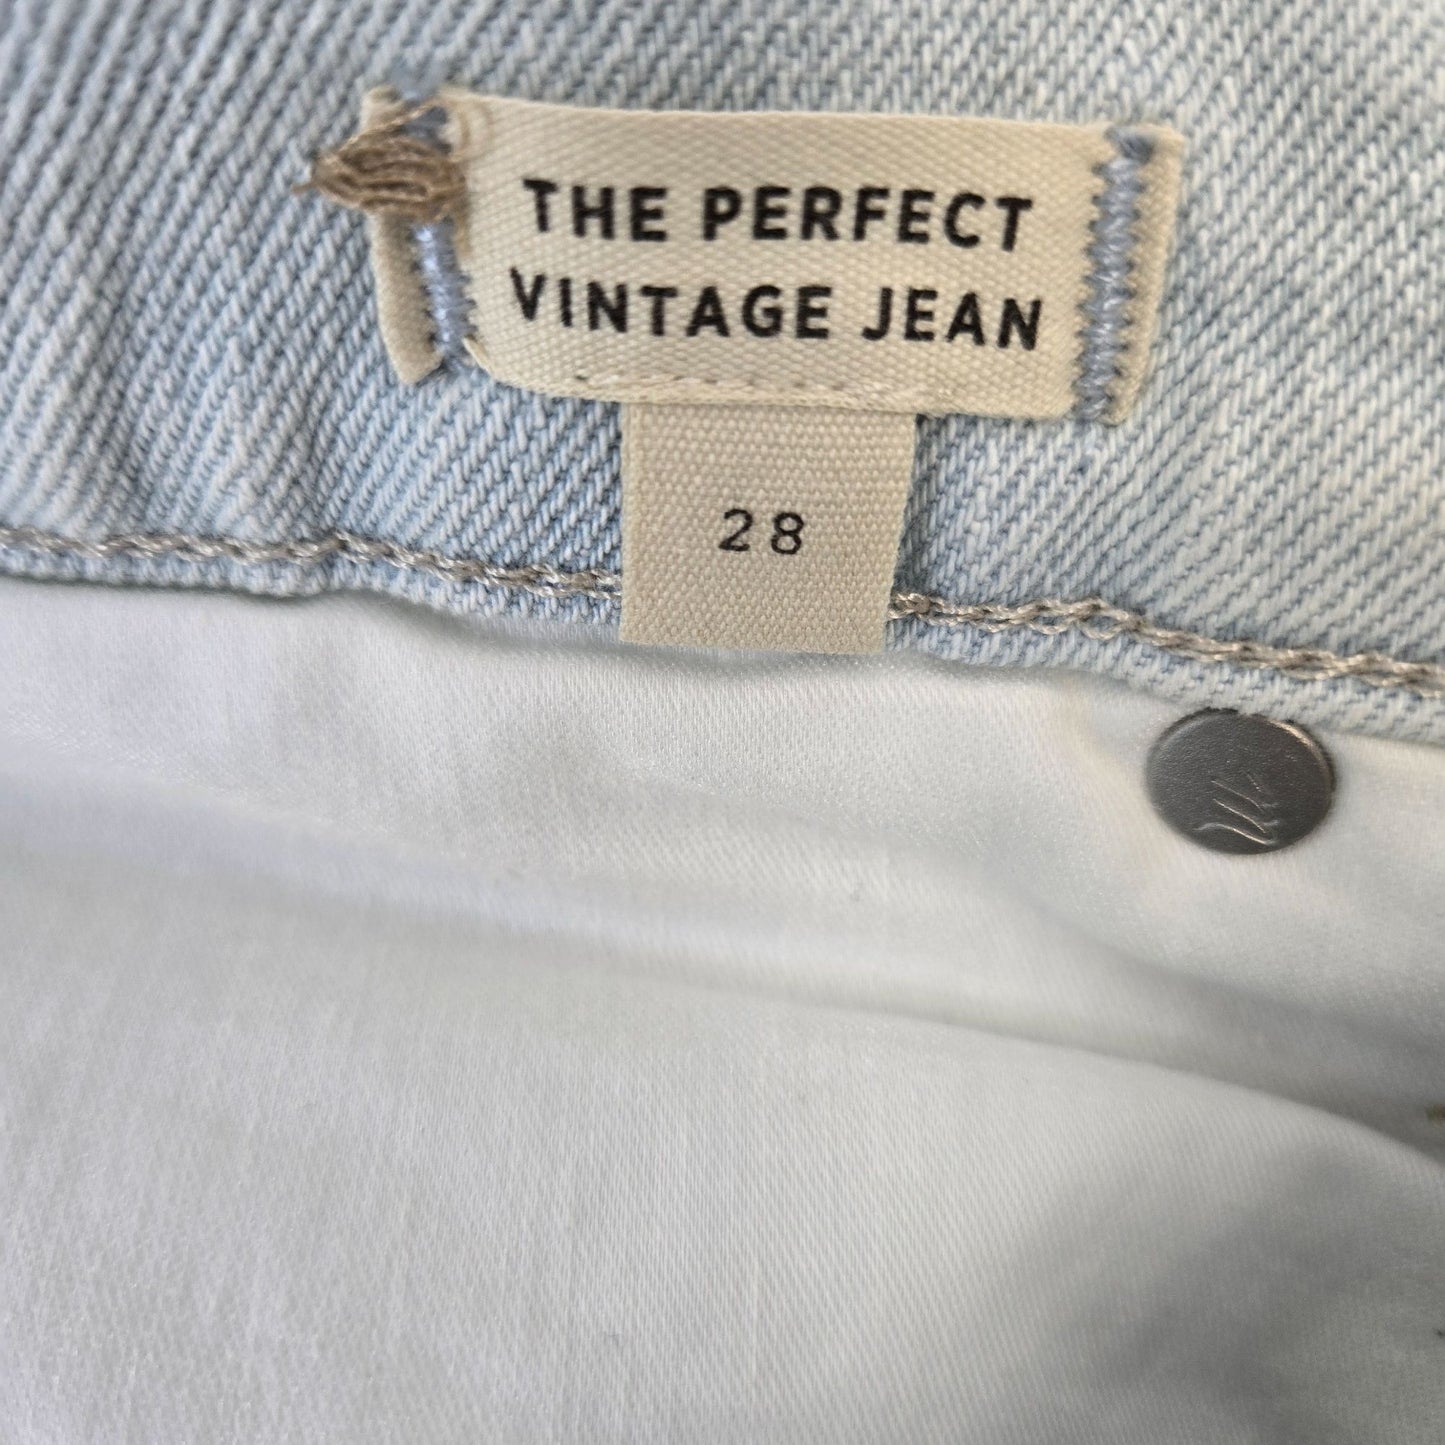 THE PERFECT
VINTAGE JEAN
28